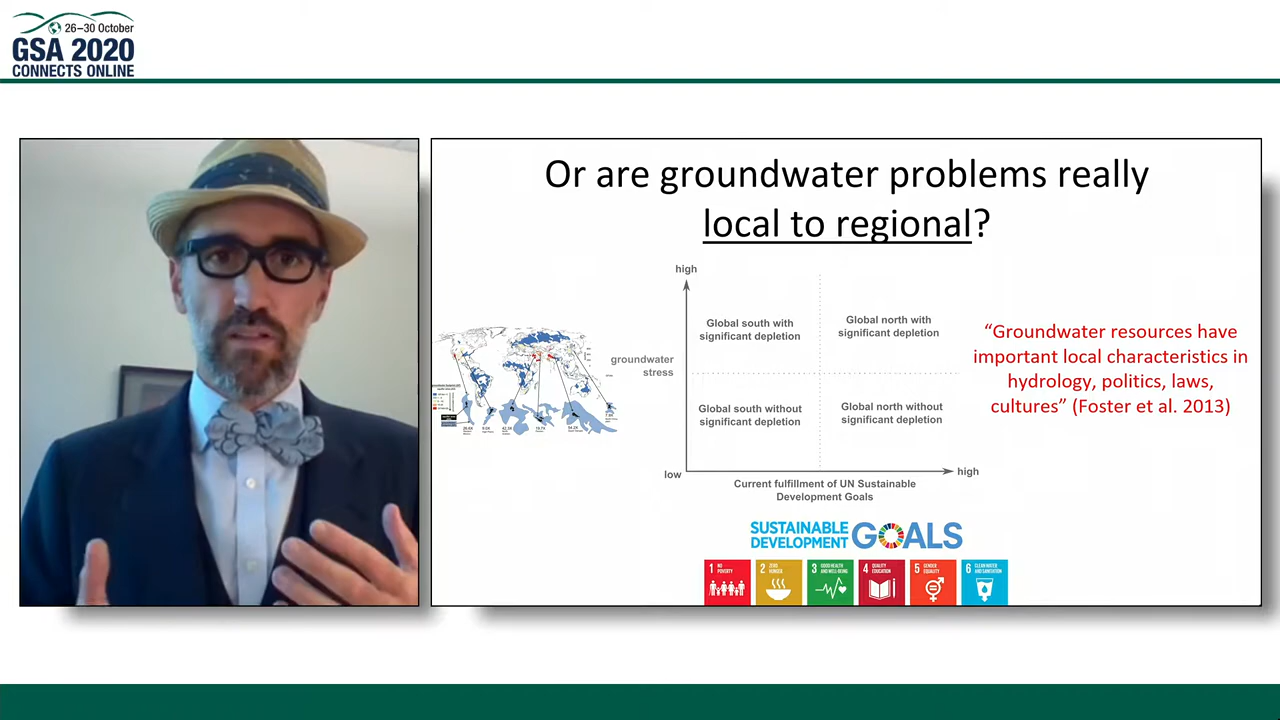 26–30 October
GSA 2020
CONNECTS ONLINE
Or are groundwater problems really
local to regional?
high
Global south with
significant depletion
Global north with
significant depletion
groundwater
stress
Global south without
significant depletion
Global north without
significant depletion
low
high
Current fulfillment of UN Sustainable
Development Goals
“Groundwater resources have
important local characteristics in
hydrology, politics, laws,
cultures” (Foster et al. 2013)
SUSTAINABLE
DEVELOPMENT
GOALS
1 NO
POVERTY
2 ZERO
HUNGER
3 GOOD HEALTH
AND WELL-BEING
4 QUALITY
EDUCATION
5 GENDER
EQUALITY
6 CLEAN WATER
AND SANITATION